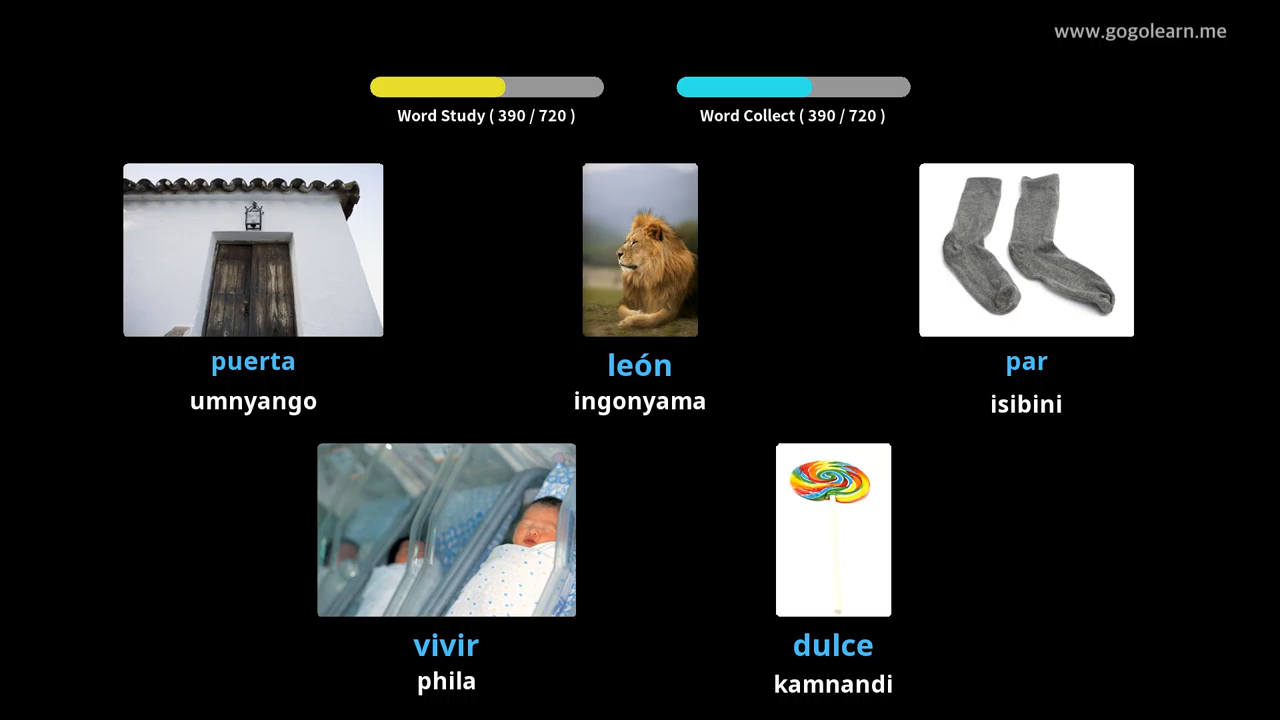 www.gogolearn.me
Word Study ( 390 / 720 )
Word Collect ( 390 / 720 )
puerta
umnyango
león
ingonyama
par
isibini
vivir
phila
dulce
kamnandi